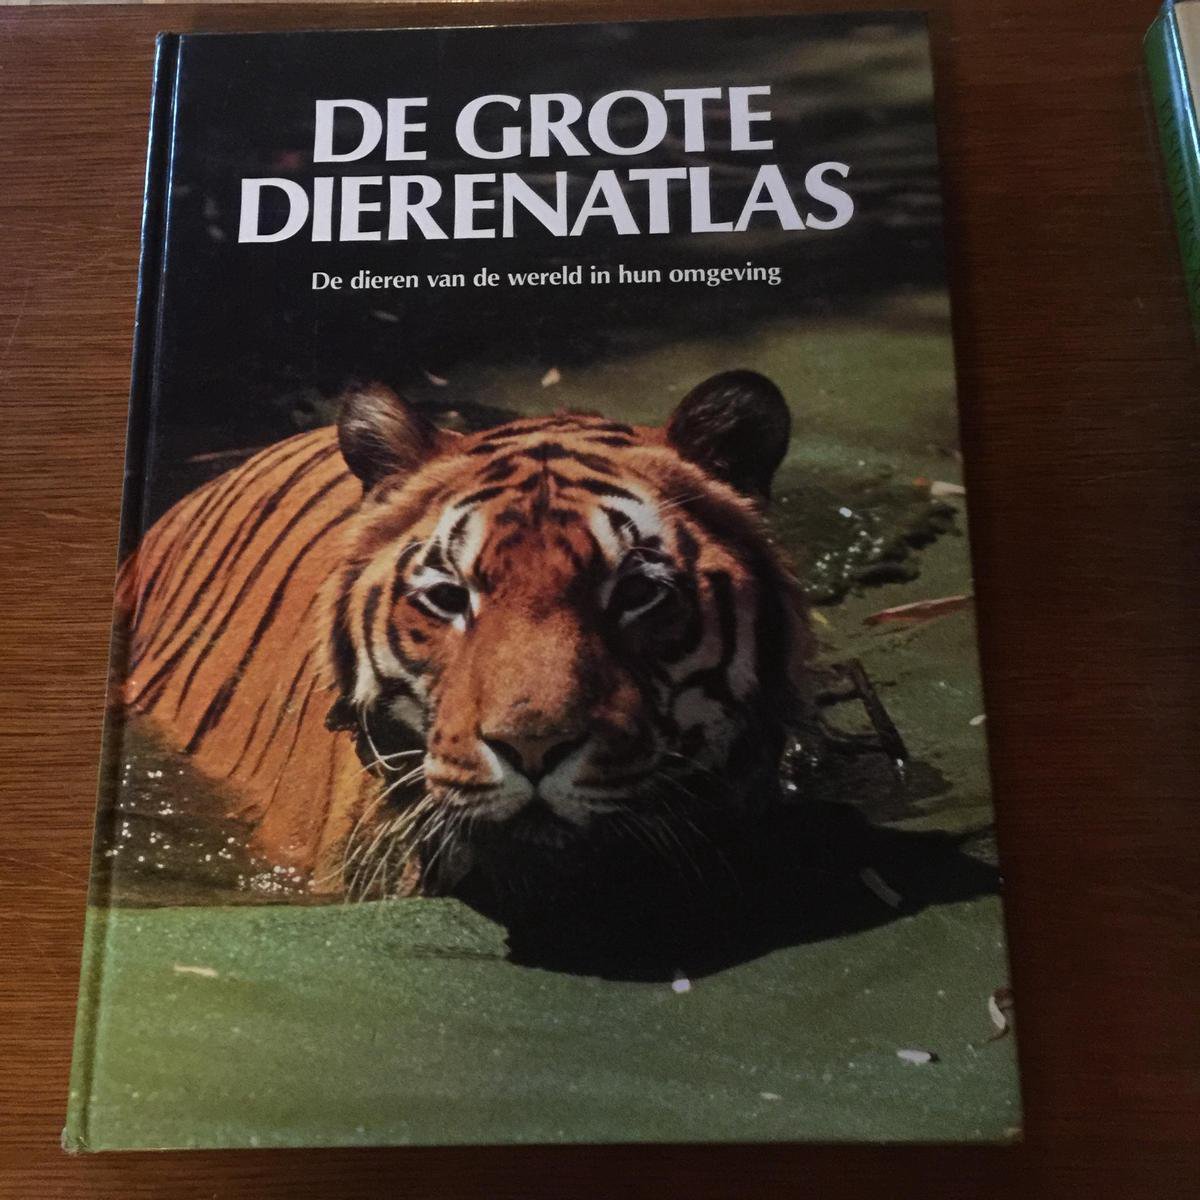 DE GROTE
DIERENATLAS
De dieren van de wereld in hun omgeving